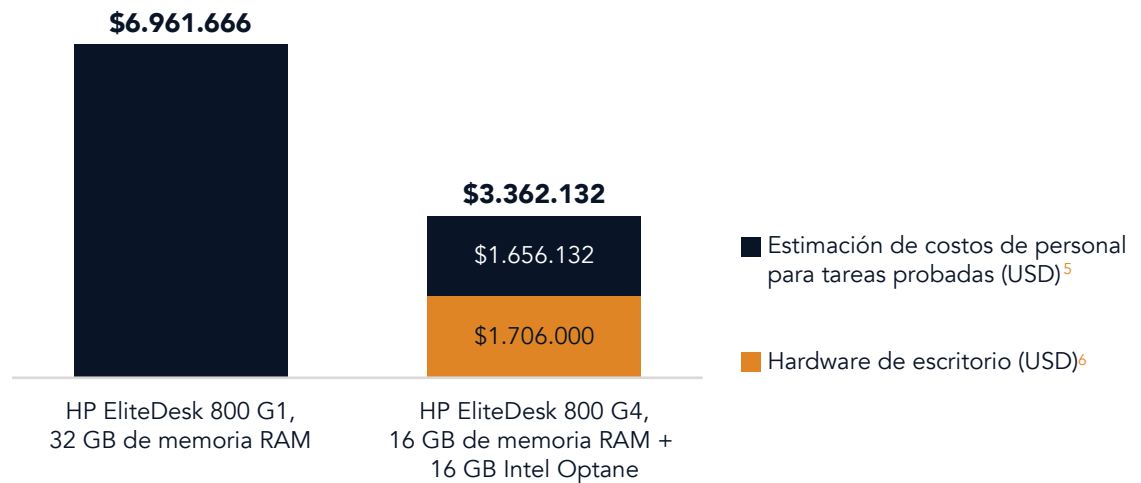 $6.961.666
$3.362.132
$1.656.132
$1.706.000
Estimación de costos de personal
para tareas probadas (USD)5
Hardware de escritorio (USD)6
HP EliteDesk 800 G1,
32 GB de memoria RAM
HP EliteDesk 800 G4,
16 GB de memoria RAM +
16 GB Intel Optane